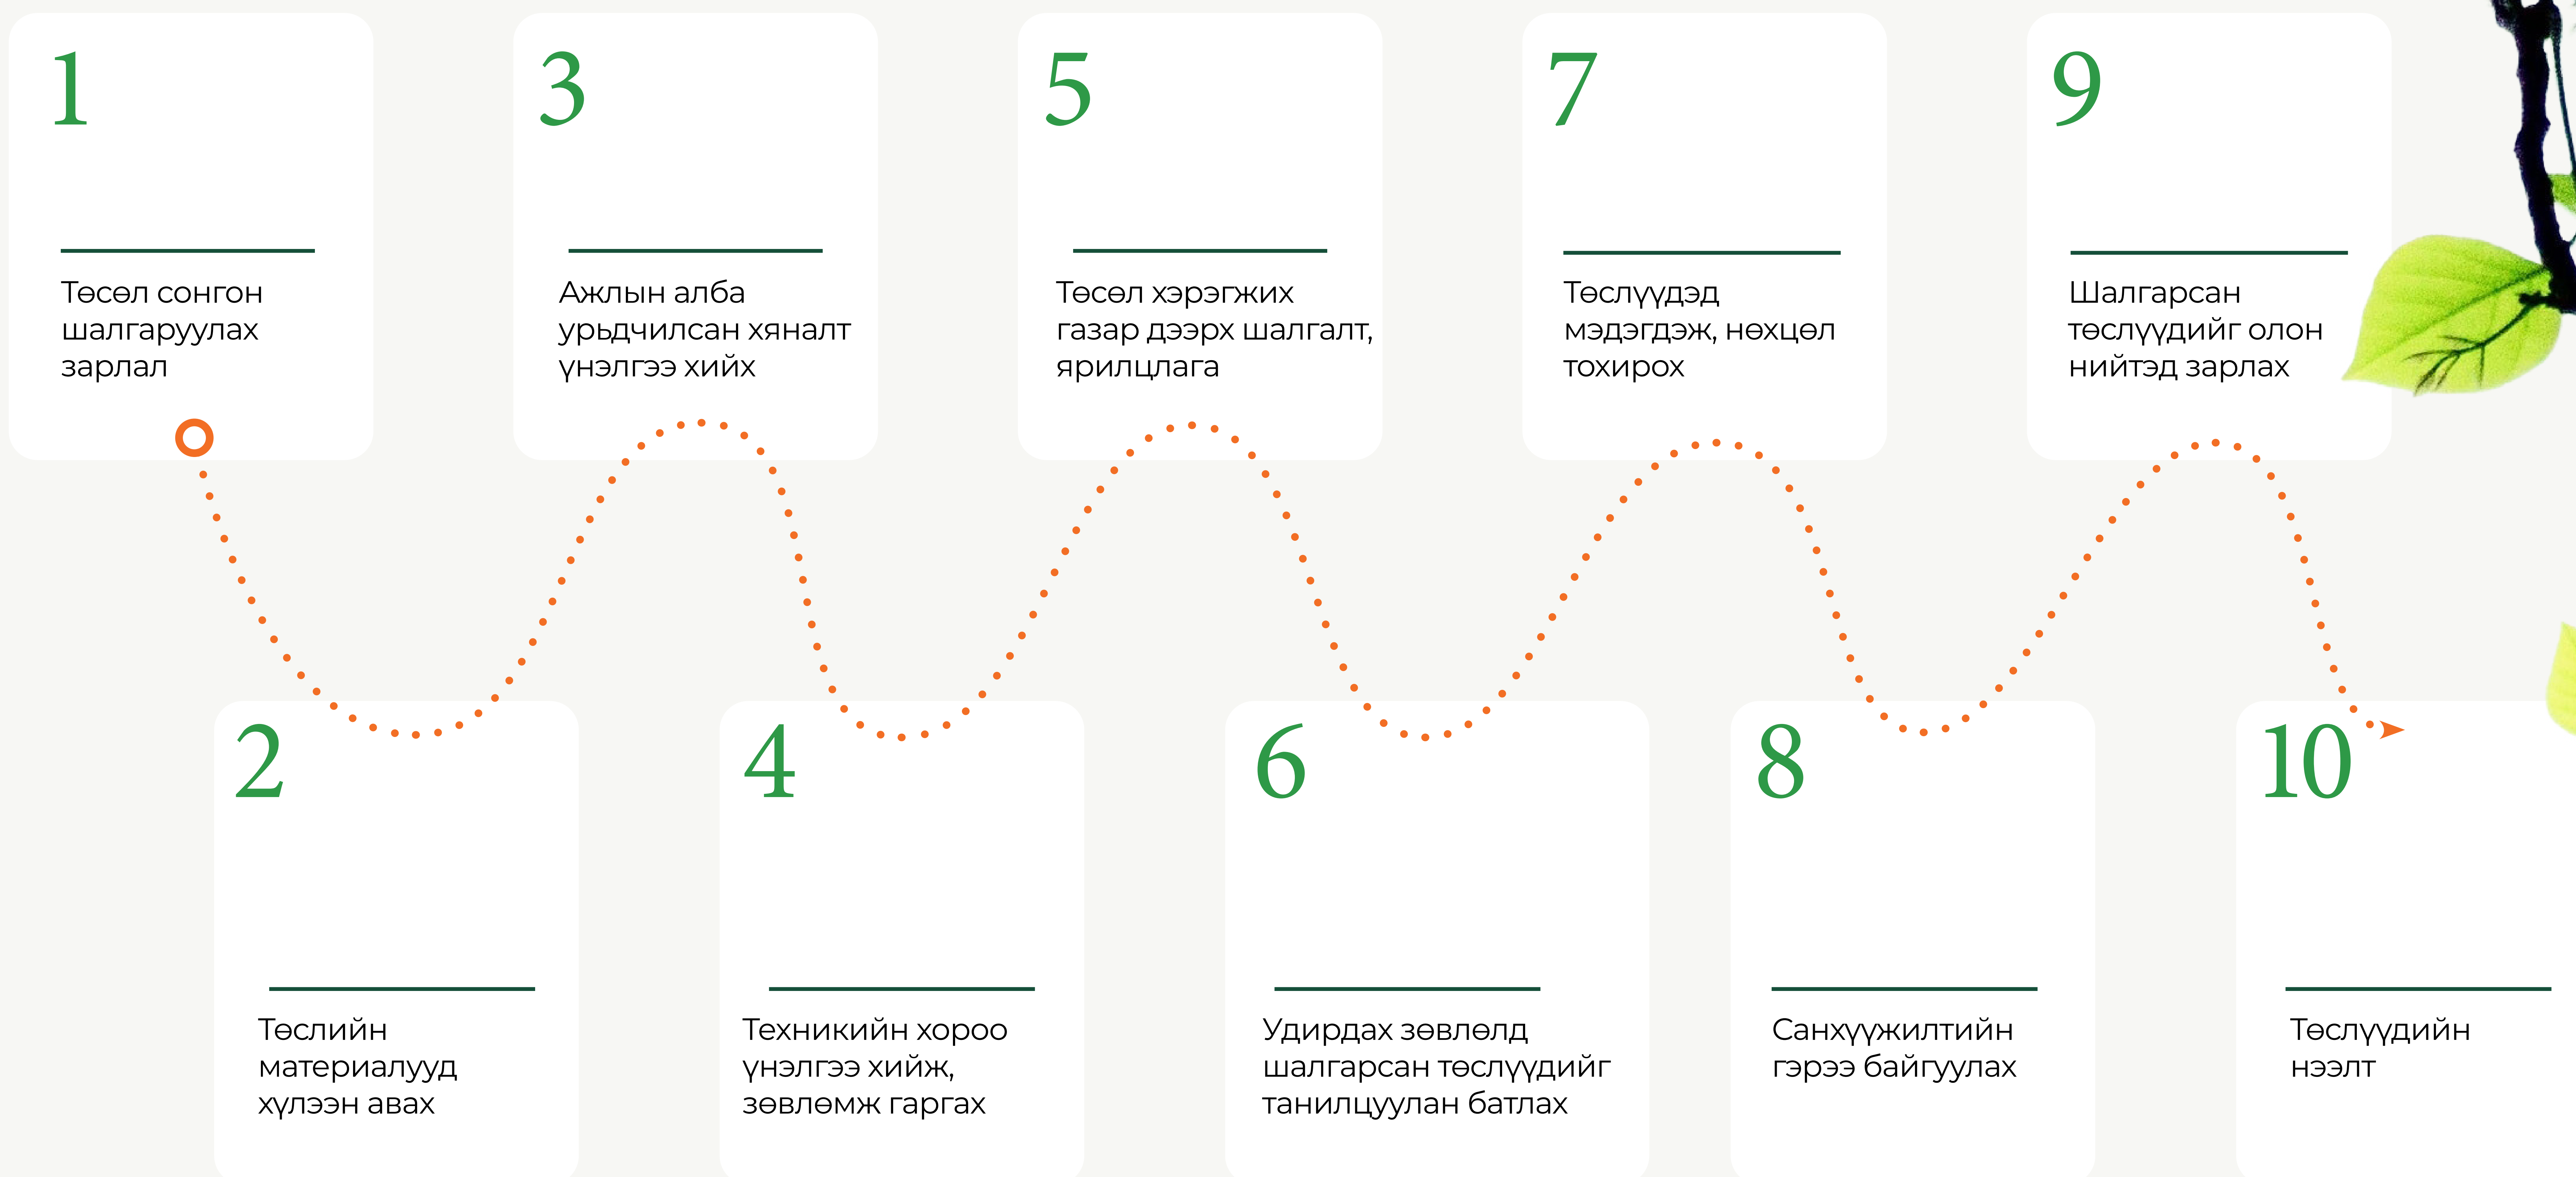 1
Төсөл сонгон
шалгаруулах
зарлал
2
Төслийн
материалууд
хүлээн авах
3
Ажлын алба
урьдчилсан хяналт
үнэлгээ хийх
4
Техникийн хороо
үнэлгээ хийж,
зөвлөмж гаргах
5
Төсөл хэрэгжих
газар дээрх шалгалт,
ярилцлага
6
Удирдах зөвлөлд
шалгарсан төслүүдийг
танилцуулан батлах
7
Төслүүдэд
мэдэгдэж, нөхцөл
тохирох
8
Санхүүжилтийн
гэрээ байгуулах
9
Шалгарсан
төслүүдийг олон
нийтэд зарлах
10
Төслүүдийн
нээлт